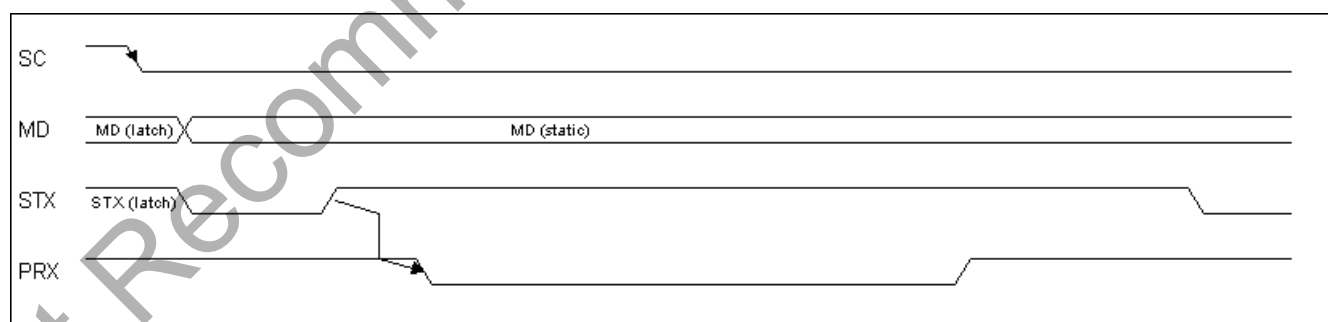 SC
MD MD (latch) MD (static)
STX STX (latch)
PRX